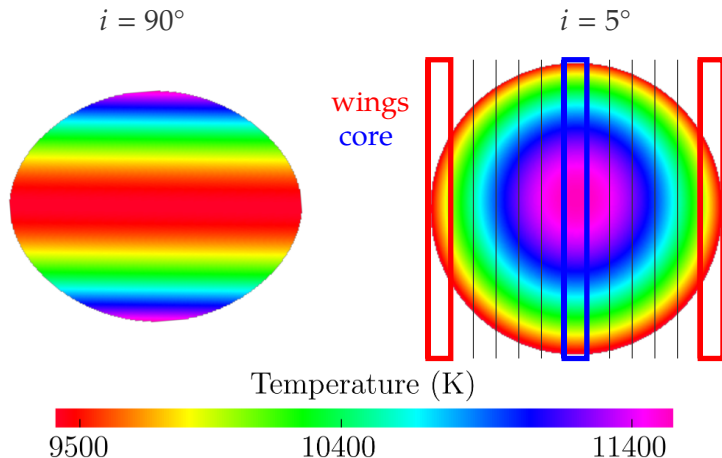 i = 90°
i = 5°
wings
core
Temperature (K)
9500 10400 11400